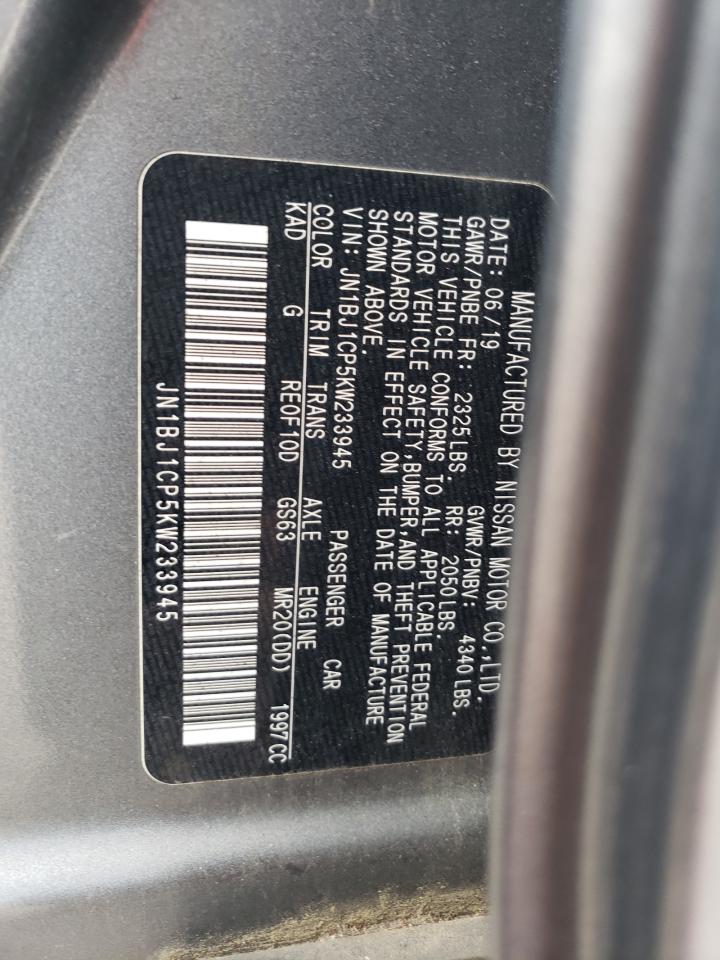 MANUFACTURED BY NISSAN MOTOR CO.,LTD.
DATE: 06/19 GVWR/PNBV: 4340LBS.
GAWR/PNBE FR: 2325LBS. RR: 2050LBS.
THIS VEHICLE CONFORMS TO ALL APPLICABLE FEDERAL
MOTOR VEHICLE SAFETY,BUMPER,AND THEFT PREVENTION
STANDARDS IN EFFECT ON THE DATE OF MANUFACTURE
SHOWN ABOVE.
VIN: JN1BJ1CP5KW233945 PASSENGER CAR
COLOR TRIM TRANS AXLE ENGINE
KAD G RE0F10D GS63 MR20(DD) 1997CC
JN1BJ1CP5KW233945